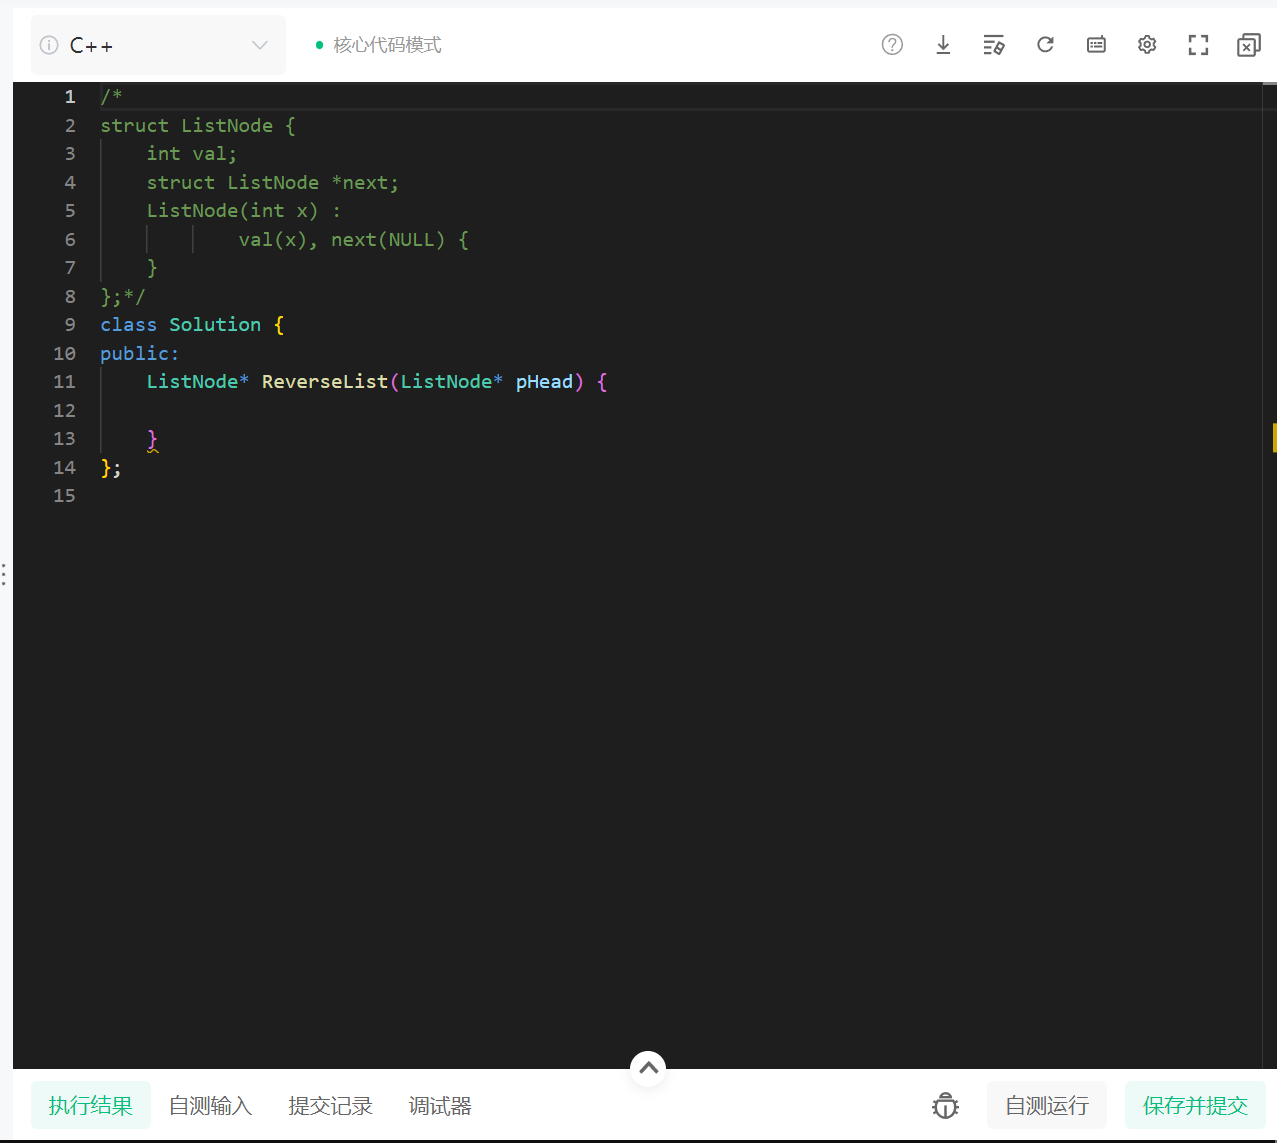 C++
核心代码模式
1 /*
2 struct ListNode {
3     int val;
4     struct ListNode *next;
5     ListNode(int x) :
6             val(x), next(NULL) {
7     }
8 };*/
9 class Solution {
10 public:
11     ListNode* ReverseList(ListNode* pHead) {
12
13     }
14 };
15
执行结果 自测输入 提交记录 调试器 自测运行 保存并提交